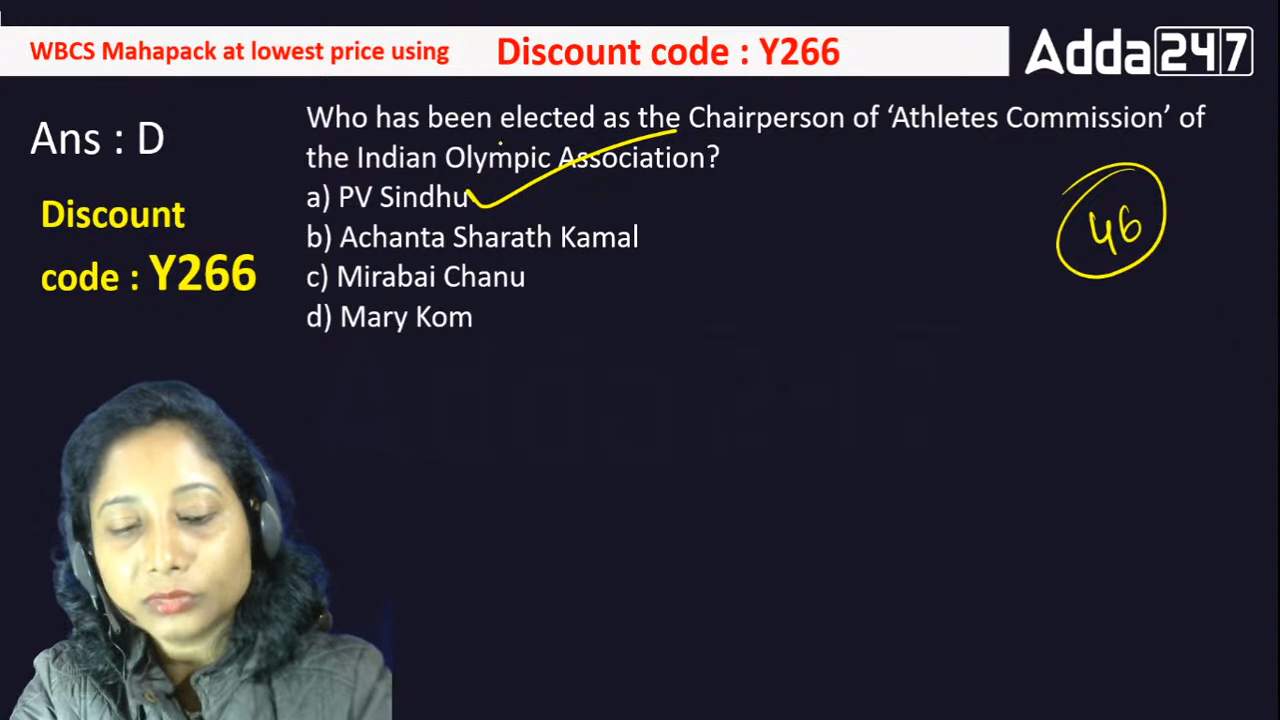 WBCS Mahapack at lowest price using Discount code : Y266
Adda247
Ans : D
Discount
code : Y266
Who has been elected as the Chairperson of ‘Athletes Commission’ of
the Indian Olympic Association?
a) PV Sindhu
b) Achanta Sharath Kamal
c) Mirabai Chanu
d) Mary Kom
46
Adda247